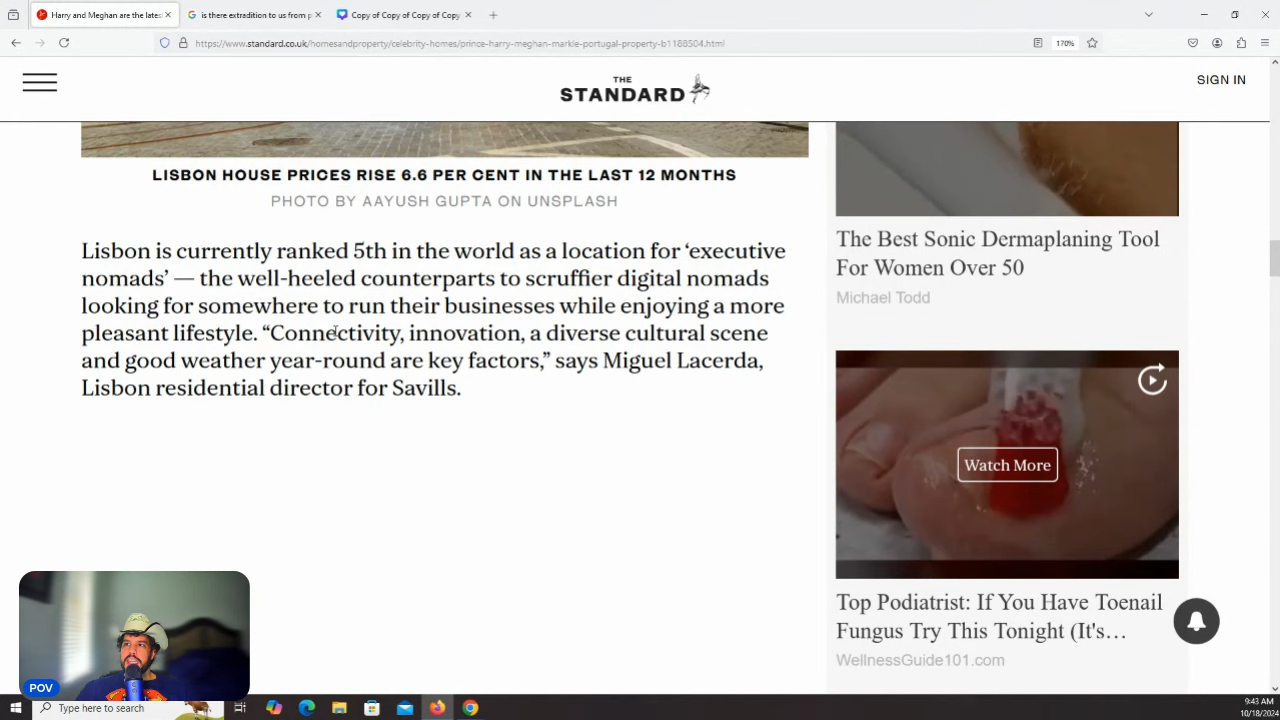 Harry and Meghan are the lates
is there extradition to us from p
Copy of Copy of Copy of Copy
https://www.standard.co.uk/homesandproperty/celebrity-homes/prince-harry-meghan-markle-portugal-property-b1188504.html
170%
THE
STANDARD
SIGN IN
LISBON HOUSE PRICES RISE 6.6 PER CENT IN THE LAST 12 MONTHS
PHOTO BY AAYUSH GUPTA ON UNSPLASH
Lisbon is currently ranked 5th in the world as a location for ‘executive
nomads’ — the well-heeled counterparts to scruffier digital nomads
looking for somewhere to run their businesses while enjoying a more
pleasant lifestyle. “Connectivity, innovation, a diverse cultural scene
and good weather year-round are key factors,” says Miguel Lacerda,
Lisbon residential director for Savills.
The Best Sonic Dermaplaning Tool
For Women Over 50
Michael Todd
Watch More
Top Podiatrist: If You Have Toenail
Fungus Try This Tonight (It's…
WellnessGuide101.com
POV
Type here to search
9:43 AM
10/18/2024